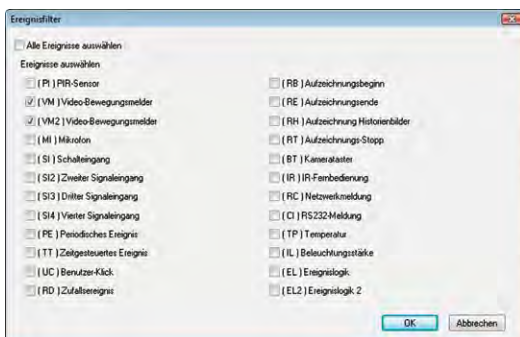 Ereignisfilter
Alle Ereignisse auswählen
Ereignisse auswählen
( PI ) PIR-Sensor
( VM ) Video-Bewegungsmelder
( VM2 ) Video-Bewegungsmelder
( MI ) Mikrofon
( SI ) Schalteingang
( SI2 ) Zweiter Signaleingang
( SI3 ) Dritter Signaleingang
( SI4 ) Vierter Signaleingang
( PE ) Periodisches Ereignis
( TT ) Zeitgesteuertes Ereignis
( UC ) Benutzer-Klick
( RD ) Zufallsereignis
( RB ) Aufzeichnungsbeginn
( RE ) Aufzeichnungsende
( RH ) Aufzeichnung Historienbilder
( RT ) Aufzeichnungs-Stopp
( BT ) Kamerataster
( IR ) IR-Fernbedienung
( RC ) Netzwerkmeldung
( CI ) RS232-Meldung
( TP ) Temperatur
( IL ) Beleuchtungsstärke
( EL ) Ereignislogik
( EL2 ) Ereignislogik 2
OK
Abbrechen